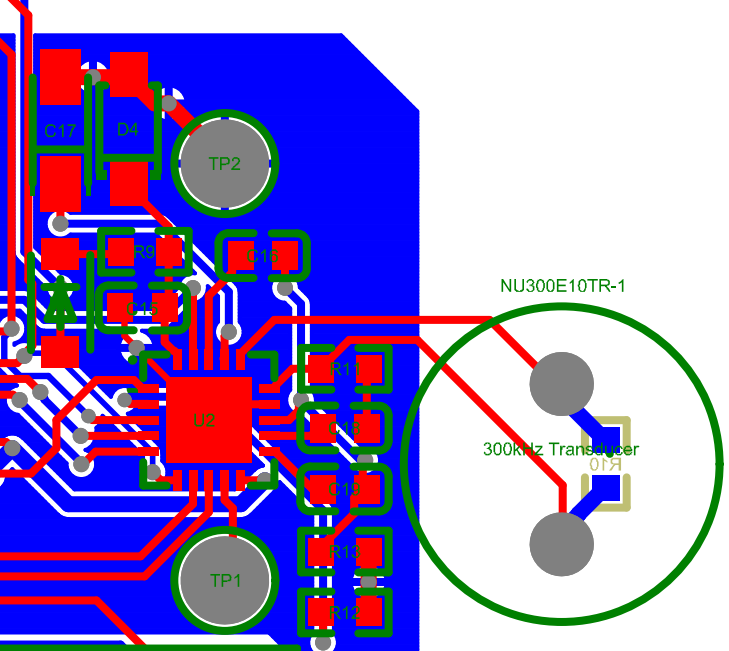 C17
D4
TP2
R9
C16
NU300E10TR-1
C15
R11
U2
C18
300kHz Transducer
R10
C19
R13
TP1
R12